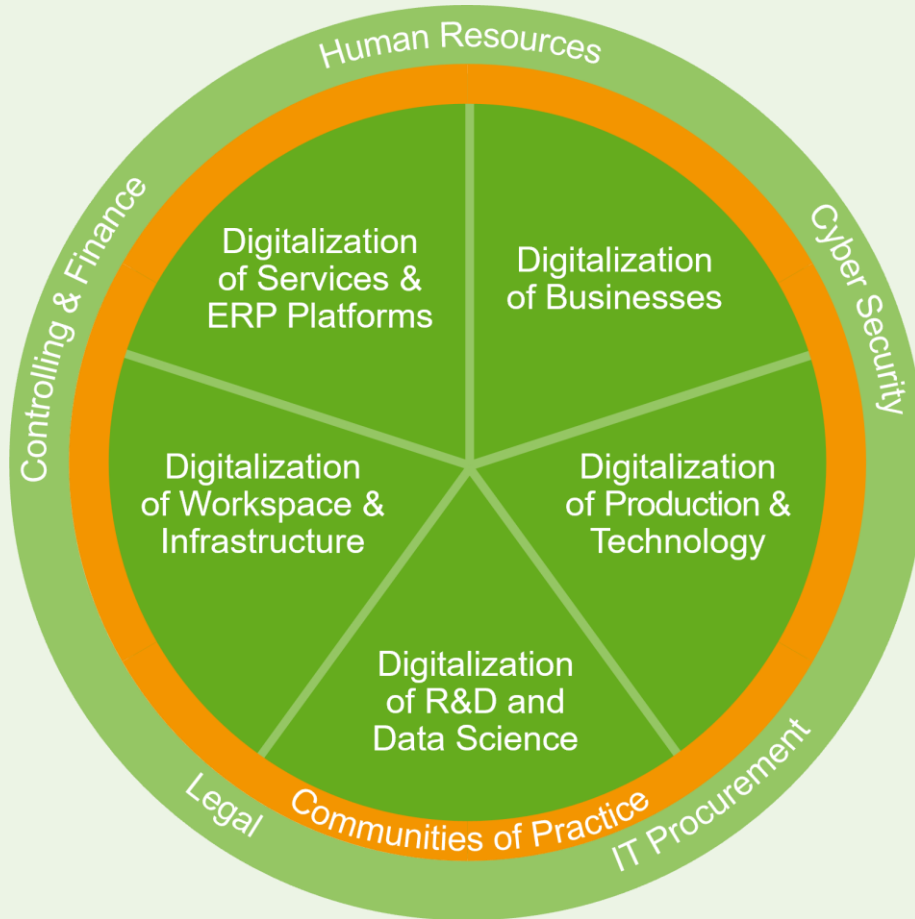 Human Resources
Controlling & Finance
Cyber Security
Digitalization
of Services &
ERP Platforms
Digitalization
of Businesses
Digitalization
of Workspace &
Infrastructure
Digitalization
of Production &
Technology
Digitalization
of R&D and
Data Science
Communities of Practice
Legal
IT Procurement